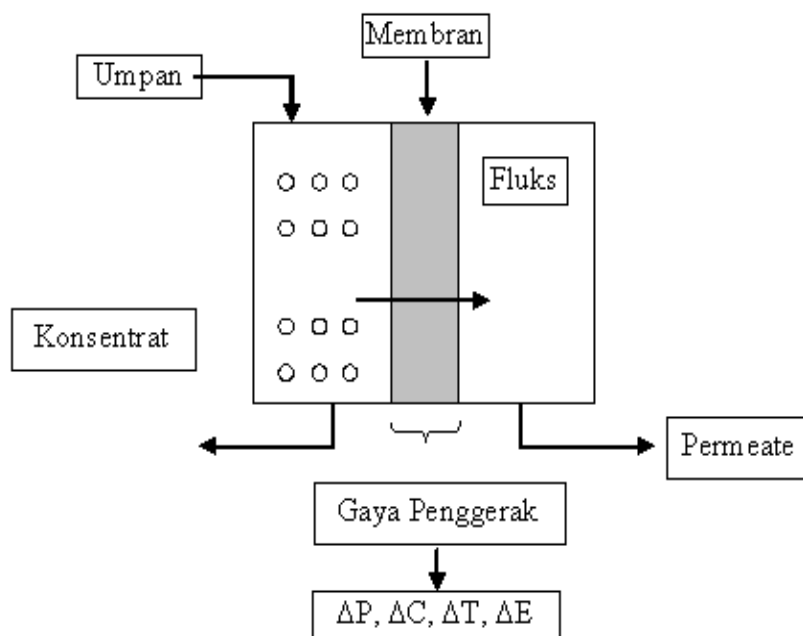 Membran
Umpan
Fluks
Konsentrat
Permeate
Gaya Penggerak
ΔP, ΔC, ΔT, ΔE